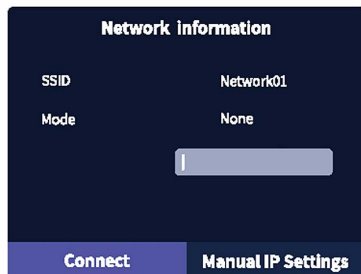 Network information
SSID Network01
Mode None
Connect Manual IP Settings